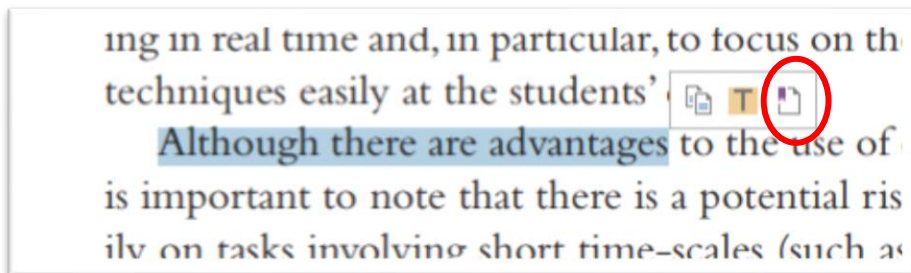 ing in real time and, in particular, to focus on th
techniques easily at the students'
T
Although there are advantages to the use of
is important to note that there is a potential ris
ily on tasks involving short time-scales (such as